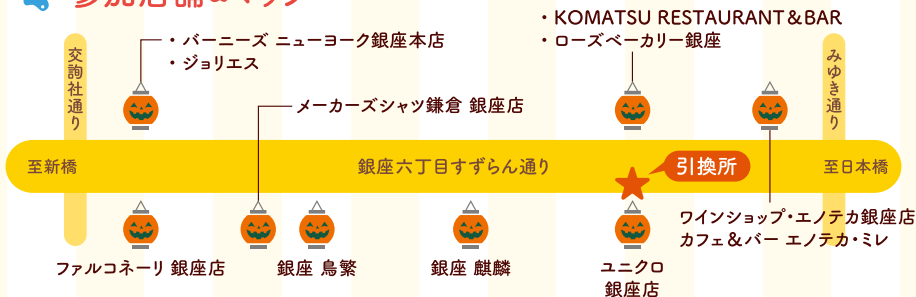 参加店舗&マップ
・KOMATSU RESTAURANT&BAR
・バーニーズ ニューヨーク銀座本店
・ローズベーカリー銀座
・ジョリエス
交詢社通り
みゆき通り
メーカーズシャツ鎌倉 銀座店
至新橋
銀座六丁目すずらん通り
引換所
至日本橋
ワインショップ・エノテカ銀座店
カフェ&バー エノテカ・ミレ
ファルコネーリ 銀座店
銀座 鳥繁
銀座 麒麟
ユニクロ
銀座店